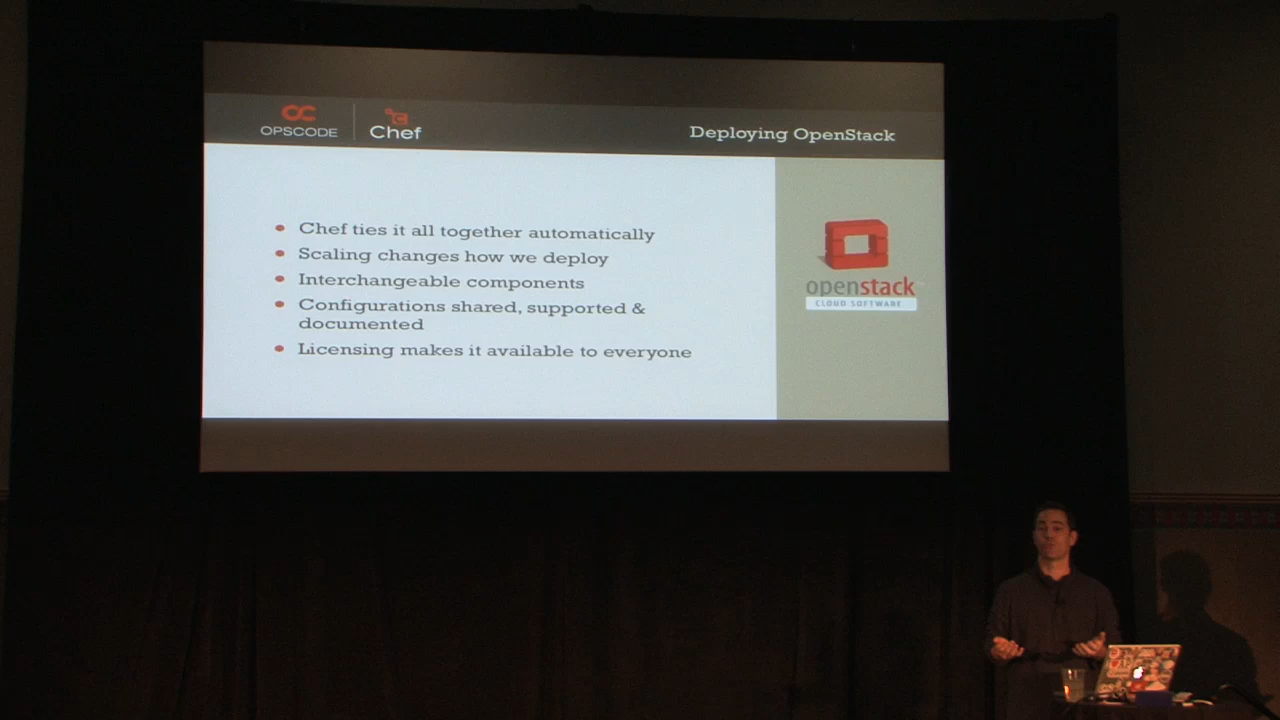 OPSCODE
Chef
Deploying OpenStack
Chef ties it all together automatically
Scaling changes how we deploy
Interchangeable components
Configurations shared, supported &
documented
Licensing makes it available to everyone
openstack
CLOUD SOFTWARE